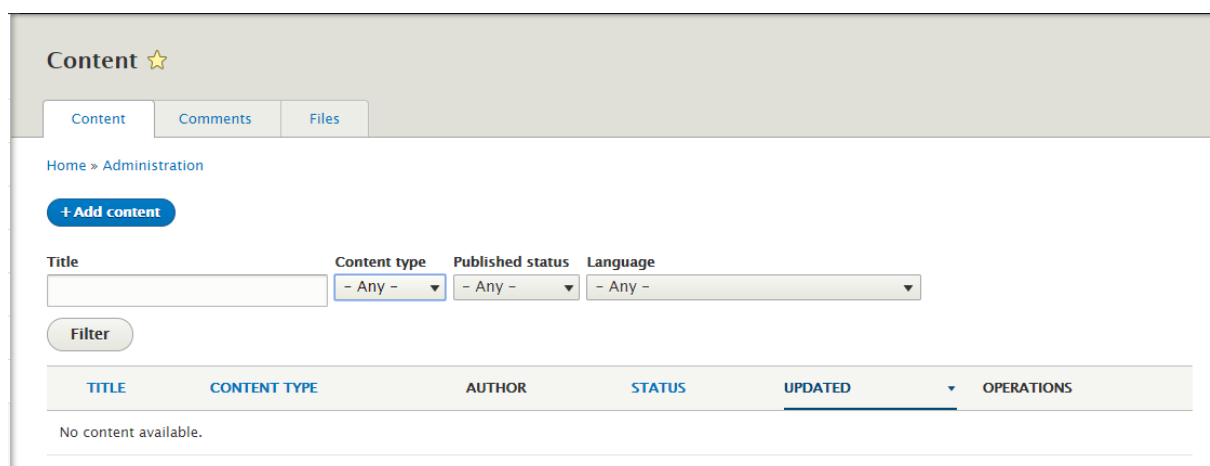 Content
Content Comments Files
Home » Administration
+ Add content
Title Content type Published status Language
- Any - - Any - - Any -
Filter
TITLE CONTENT TYPE AUTHOR STATUS UPDATED OPERATIONS
No content available.